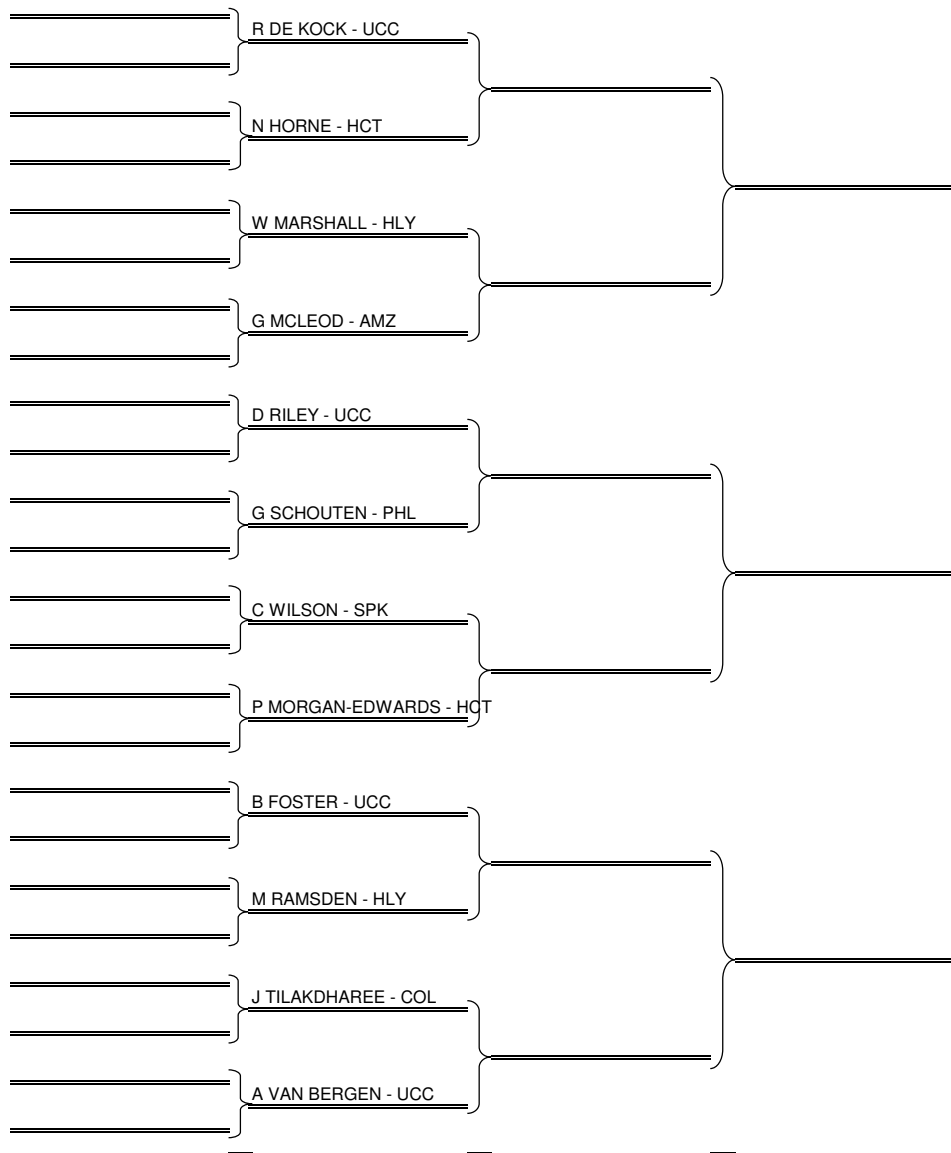 R DE KOCK - UCC
N HORNE - HCT
W MARSHALL - HLY
G MCLEOD - AMZ
D RILEY - UCC
G SCHOUTEN - PHL
C WILSON - SPK
P MORGAN-EDWARDS - HCT
B FOSTER - UCC
M RAMSDEN - HLY
J TILAKDHAREE - COL
A VAN BERGEN - UCC